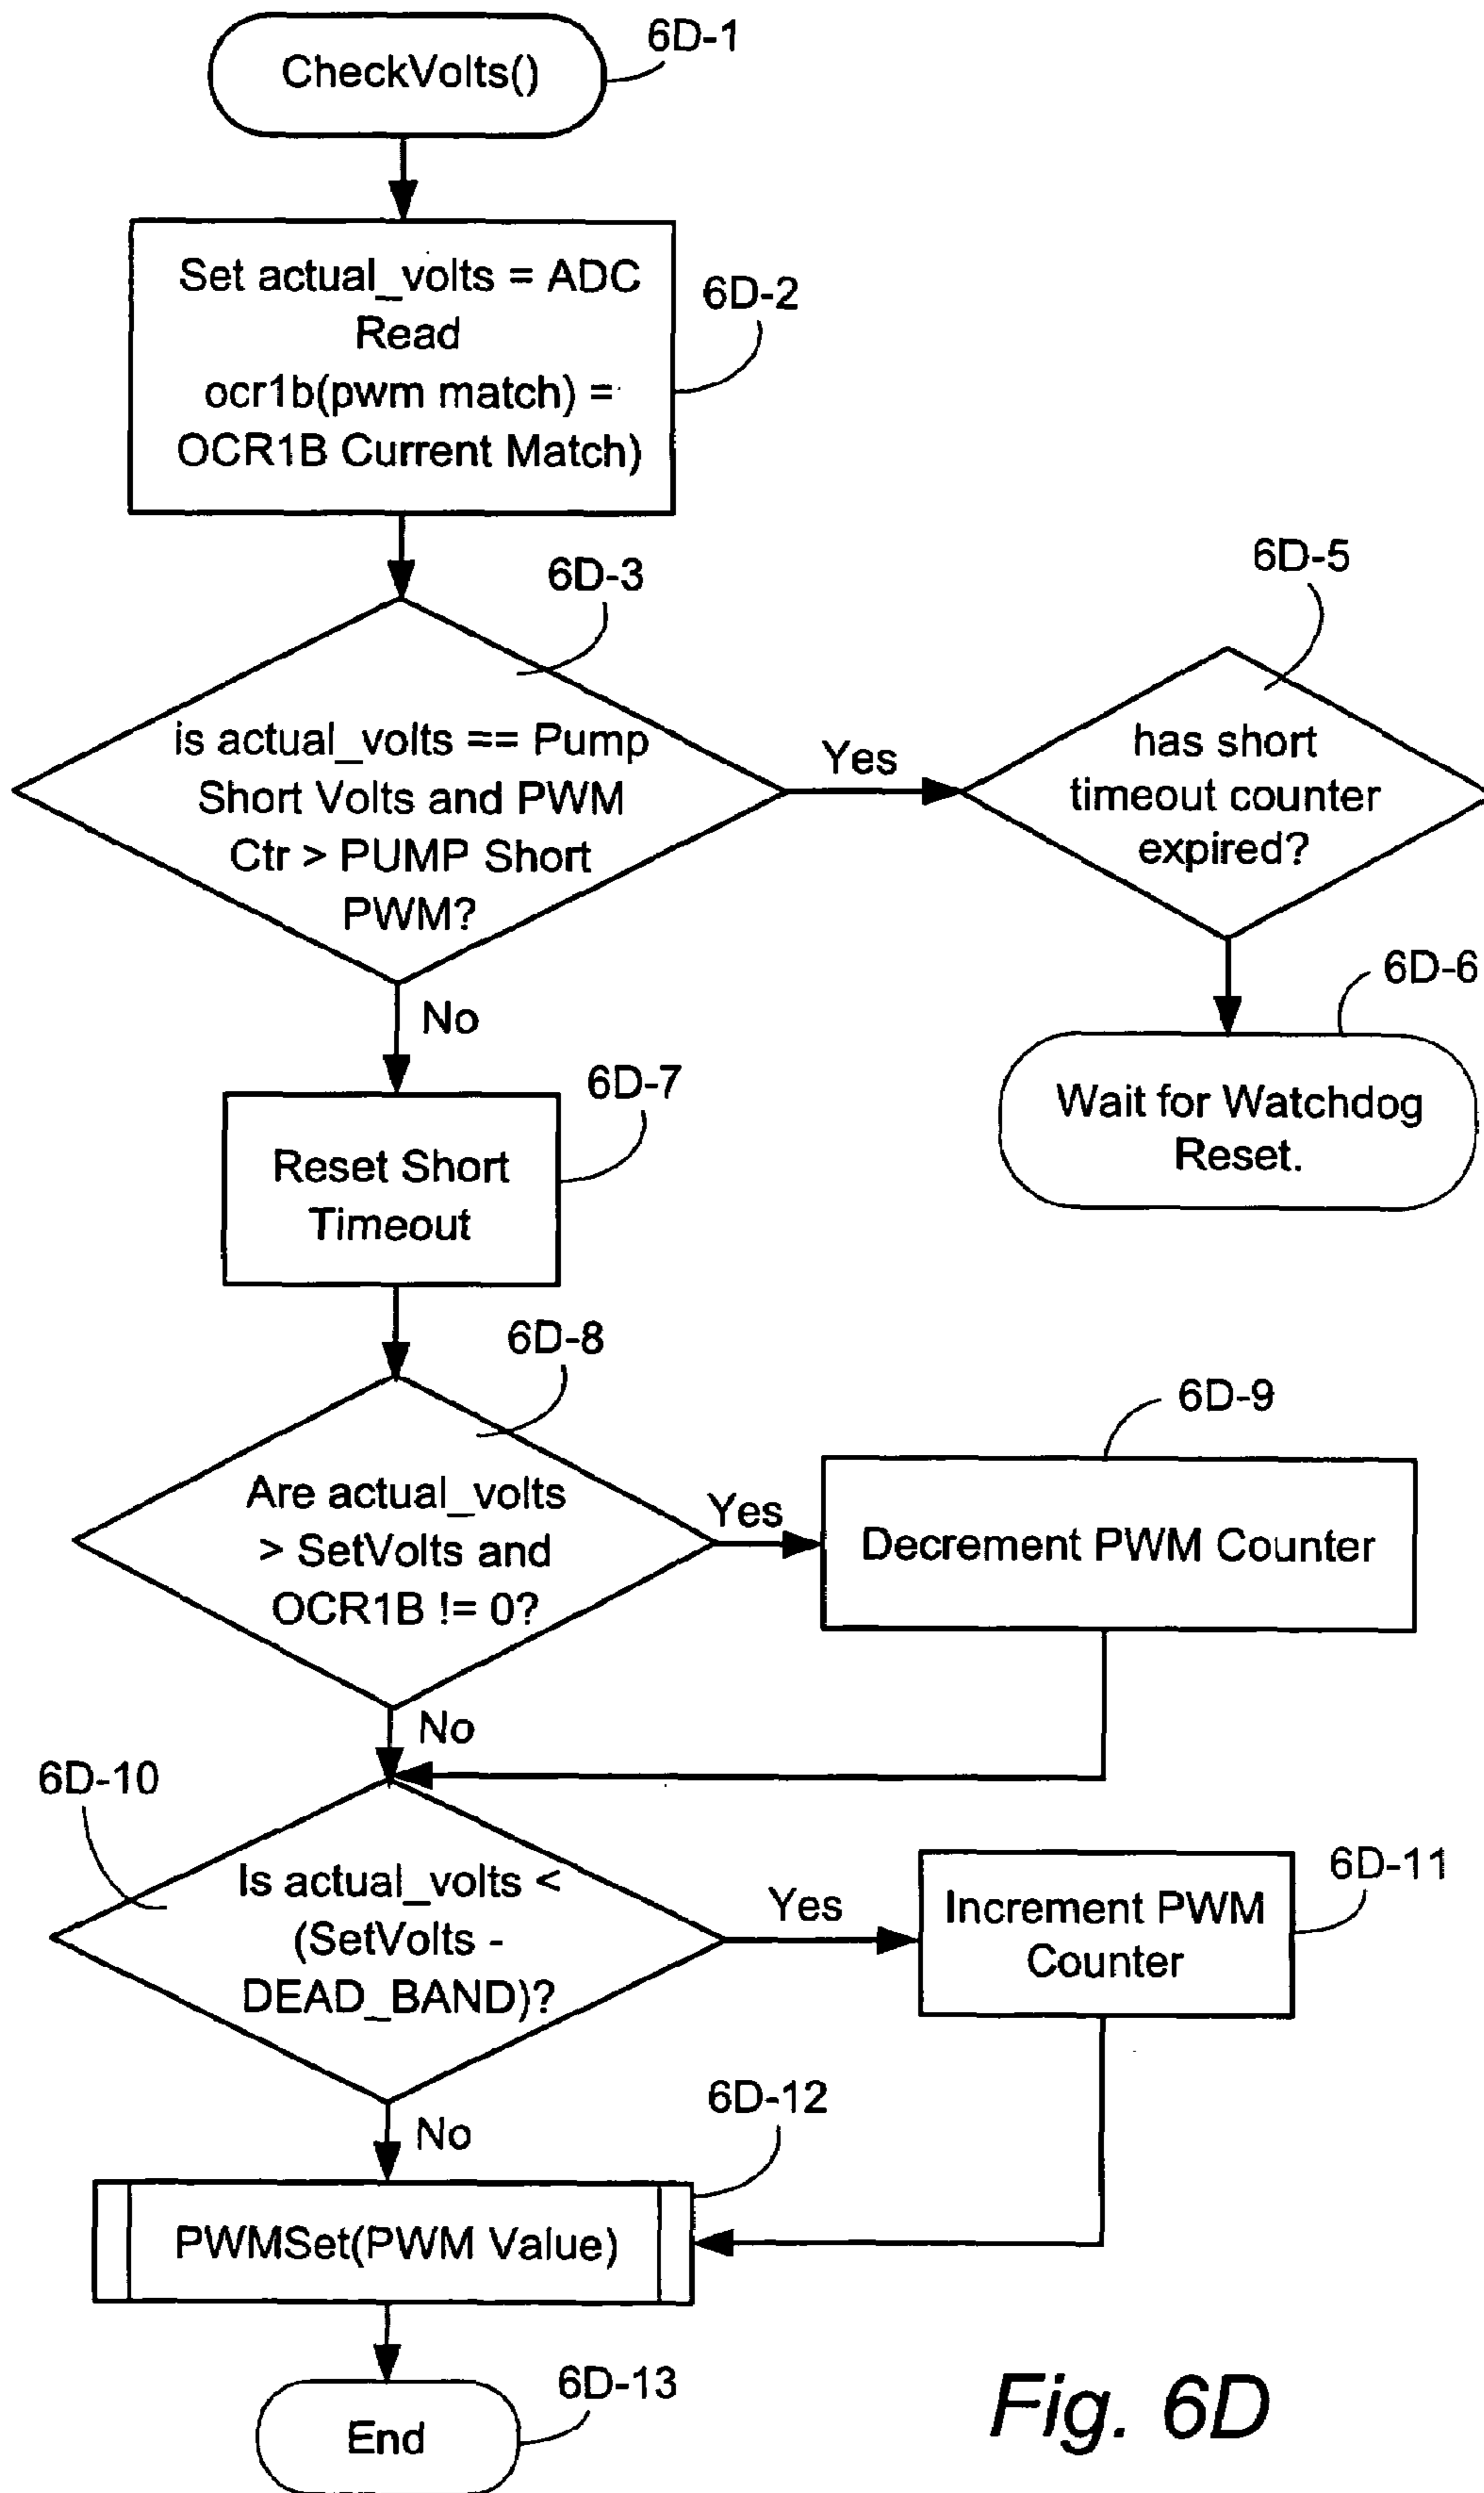 CheckVolts()
6D-1
Set actual_volts = ADC
Read
ocr1b(pwm match) =
OCR1B Current Match)
6D-2
6D-3
is actual_volts == Pump
Short Volts and PWM
Ctr > PUMP Short
PWM?
Yes
6D-5
has short
timeout counter
expired?
6D-6
Wait for Watchdog
Reset.
No
6D-7
Reset Short
Timeout
6D-8
Are actual_volts
> SetVolts and
OCR1B != 0?
Yes
6D-9
Decrement PWM Counter
No
6D-10
Is actual_volts <
(SetVolts -
DEAD_BAND)?
Yes
Increment PWM
Counter
6D-11
No
6D-12
PWMSet(PWM Value)
End
6D-13
Fig. 6D